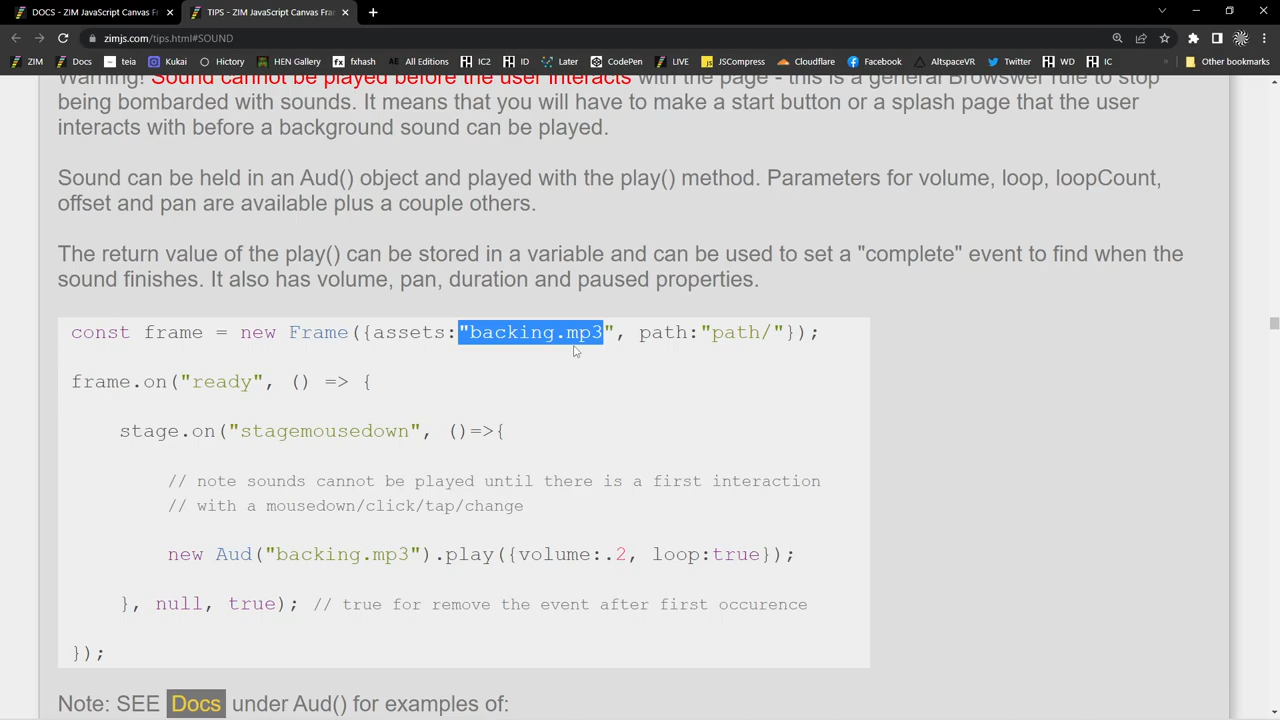 DOCS - ZIM JavaScript Canvas Fr
TIPS - ZIM JavaScript Canvas Fram
zimjs.com/tips.html#SOUND
ZIM
Docs
teia
Kukai
Hictory
HEN Gallery
fxhash
All Editions
IC2
ID
Later
CodePen
LIVE
JSCompress
Cloudflare
Facebook
AltspaceVR
Twitter
WD
IC
Other bookmarks
Warning! Sound cannot be played before the user interacts with the page - this is a general Browswer rule to stop
being bombarded with sounds. It means that you will have to make a start button or a splash page that the user
interacts with before a background sound can be played.
Sound can be held in an Aud() object and played with the play() method. Parameters for volume, loop, loopCount,
offset and pan are available plus a couple others.
The return value of the play() can be stored in a variable and can be used to set a "complete" event to find when the
sound finishes. It also has volume, pan, duration and paused properties.
const frame = new Frame({assets:"backing.mp3", path:"path/"});
frame.on("ready", () => {
stage.on("stagemousedown", ()=>{
// note sounds cannot be played until there is a first interaction
// with a mousedown/click/tap/change
new Aud("backing.mp3").play({volume:.2, loop:true});
}, null, true); // true for remove the event after first occurence
});
Note: SEE Docs under Aud() for examples of: